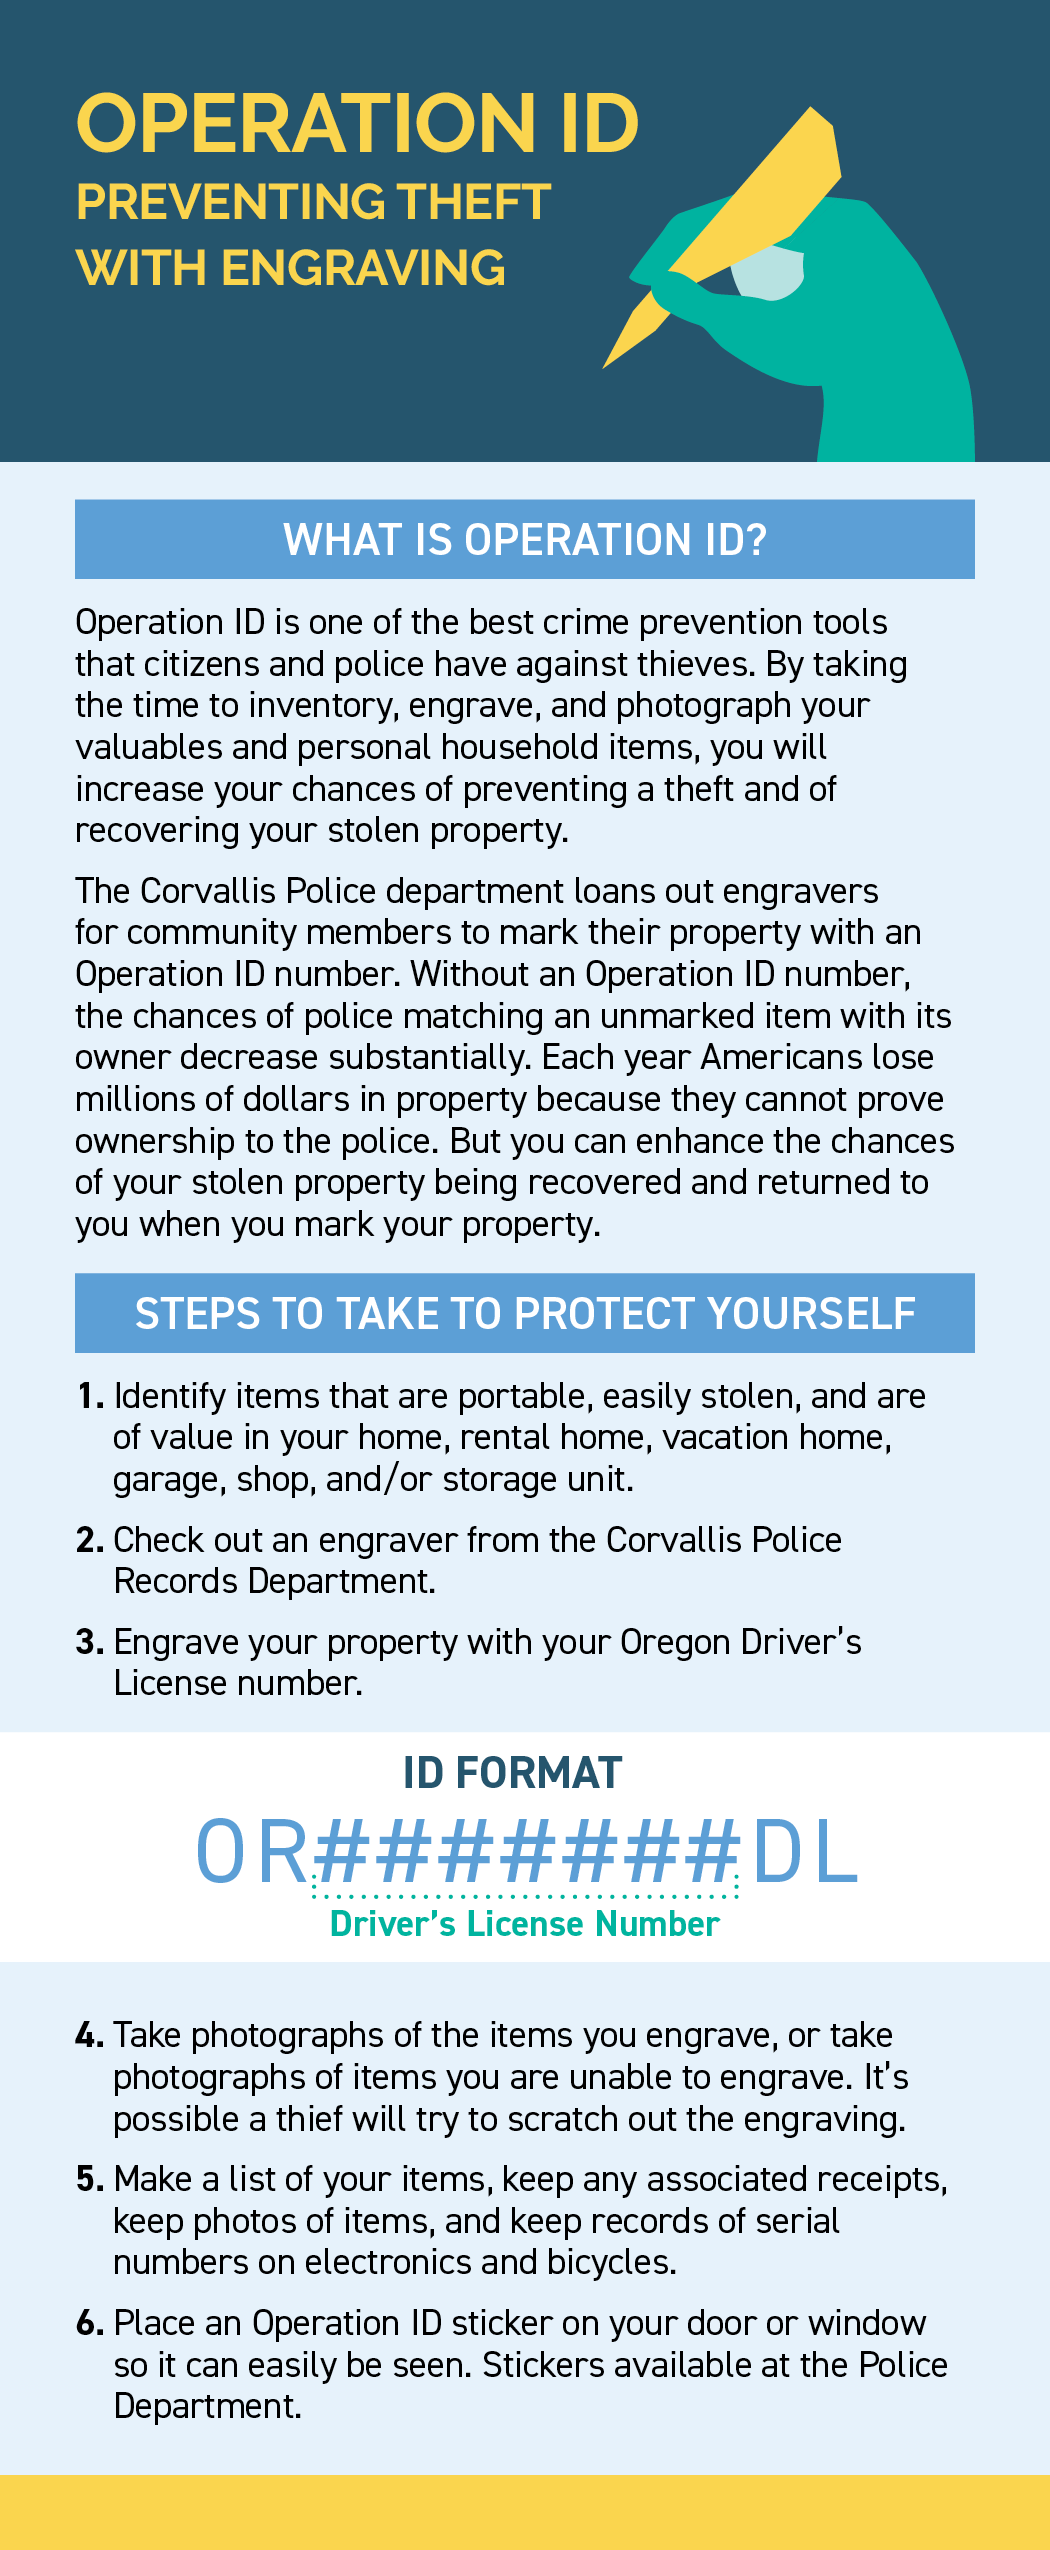 OPERATION ID
PREVENTING THEFT
WITH ENGRAVING
WHAT IS OPERATION ID?
Operation ID is one of the best crime prevention tools
that citizens and police have against thieves. By taking
the time to inventory, engrave, and photograph your
valuables and personal household items, you will
increase your chances of preventing a theft and of
recovering your stolen property.
The Corvallis Police department loans out engravers
for community members to mark their property with an
Operation ID number. Without an Operation ID number,
the chances of police matching an unmarked item with its
owner decrease substantially. Each year Americans lose
millions of dollars in property because they cannot prove
ownership to the police. But you can enhance the chances
of your stolen property being recovered and returned to
you when you mark your property.
STEPS TO TAKE TO PROTECT YOURSELF
1. Identify items that are portable, easily stolen, and are
of value in your home, rental home, vacation home,
garage, shop, and/or storage unit.
2. Check out an engraver from the Corvallis Police
Records Department.
3. Engrave your property with your Oregon Driver’s
License number.
ID FORMAT
OR#######DL
Driver’s License Number
4. Take photographs of the items you engrave, or take
photographs of items you are unable to engrave. It’s
possible a thief will try to scratch out the engraving.
5. Make a list of your items, keep any associated receipts,
keep photos of items, and keep records of serial
numbers on electronics and bicycles.
6. Place an Operation ID sticker on your door or window
so it can easily be seen. Stickers available at the Police
Department.